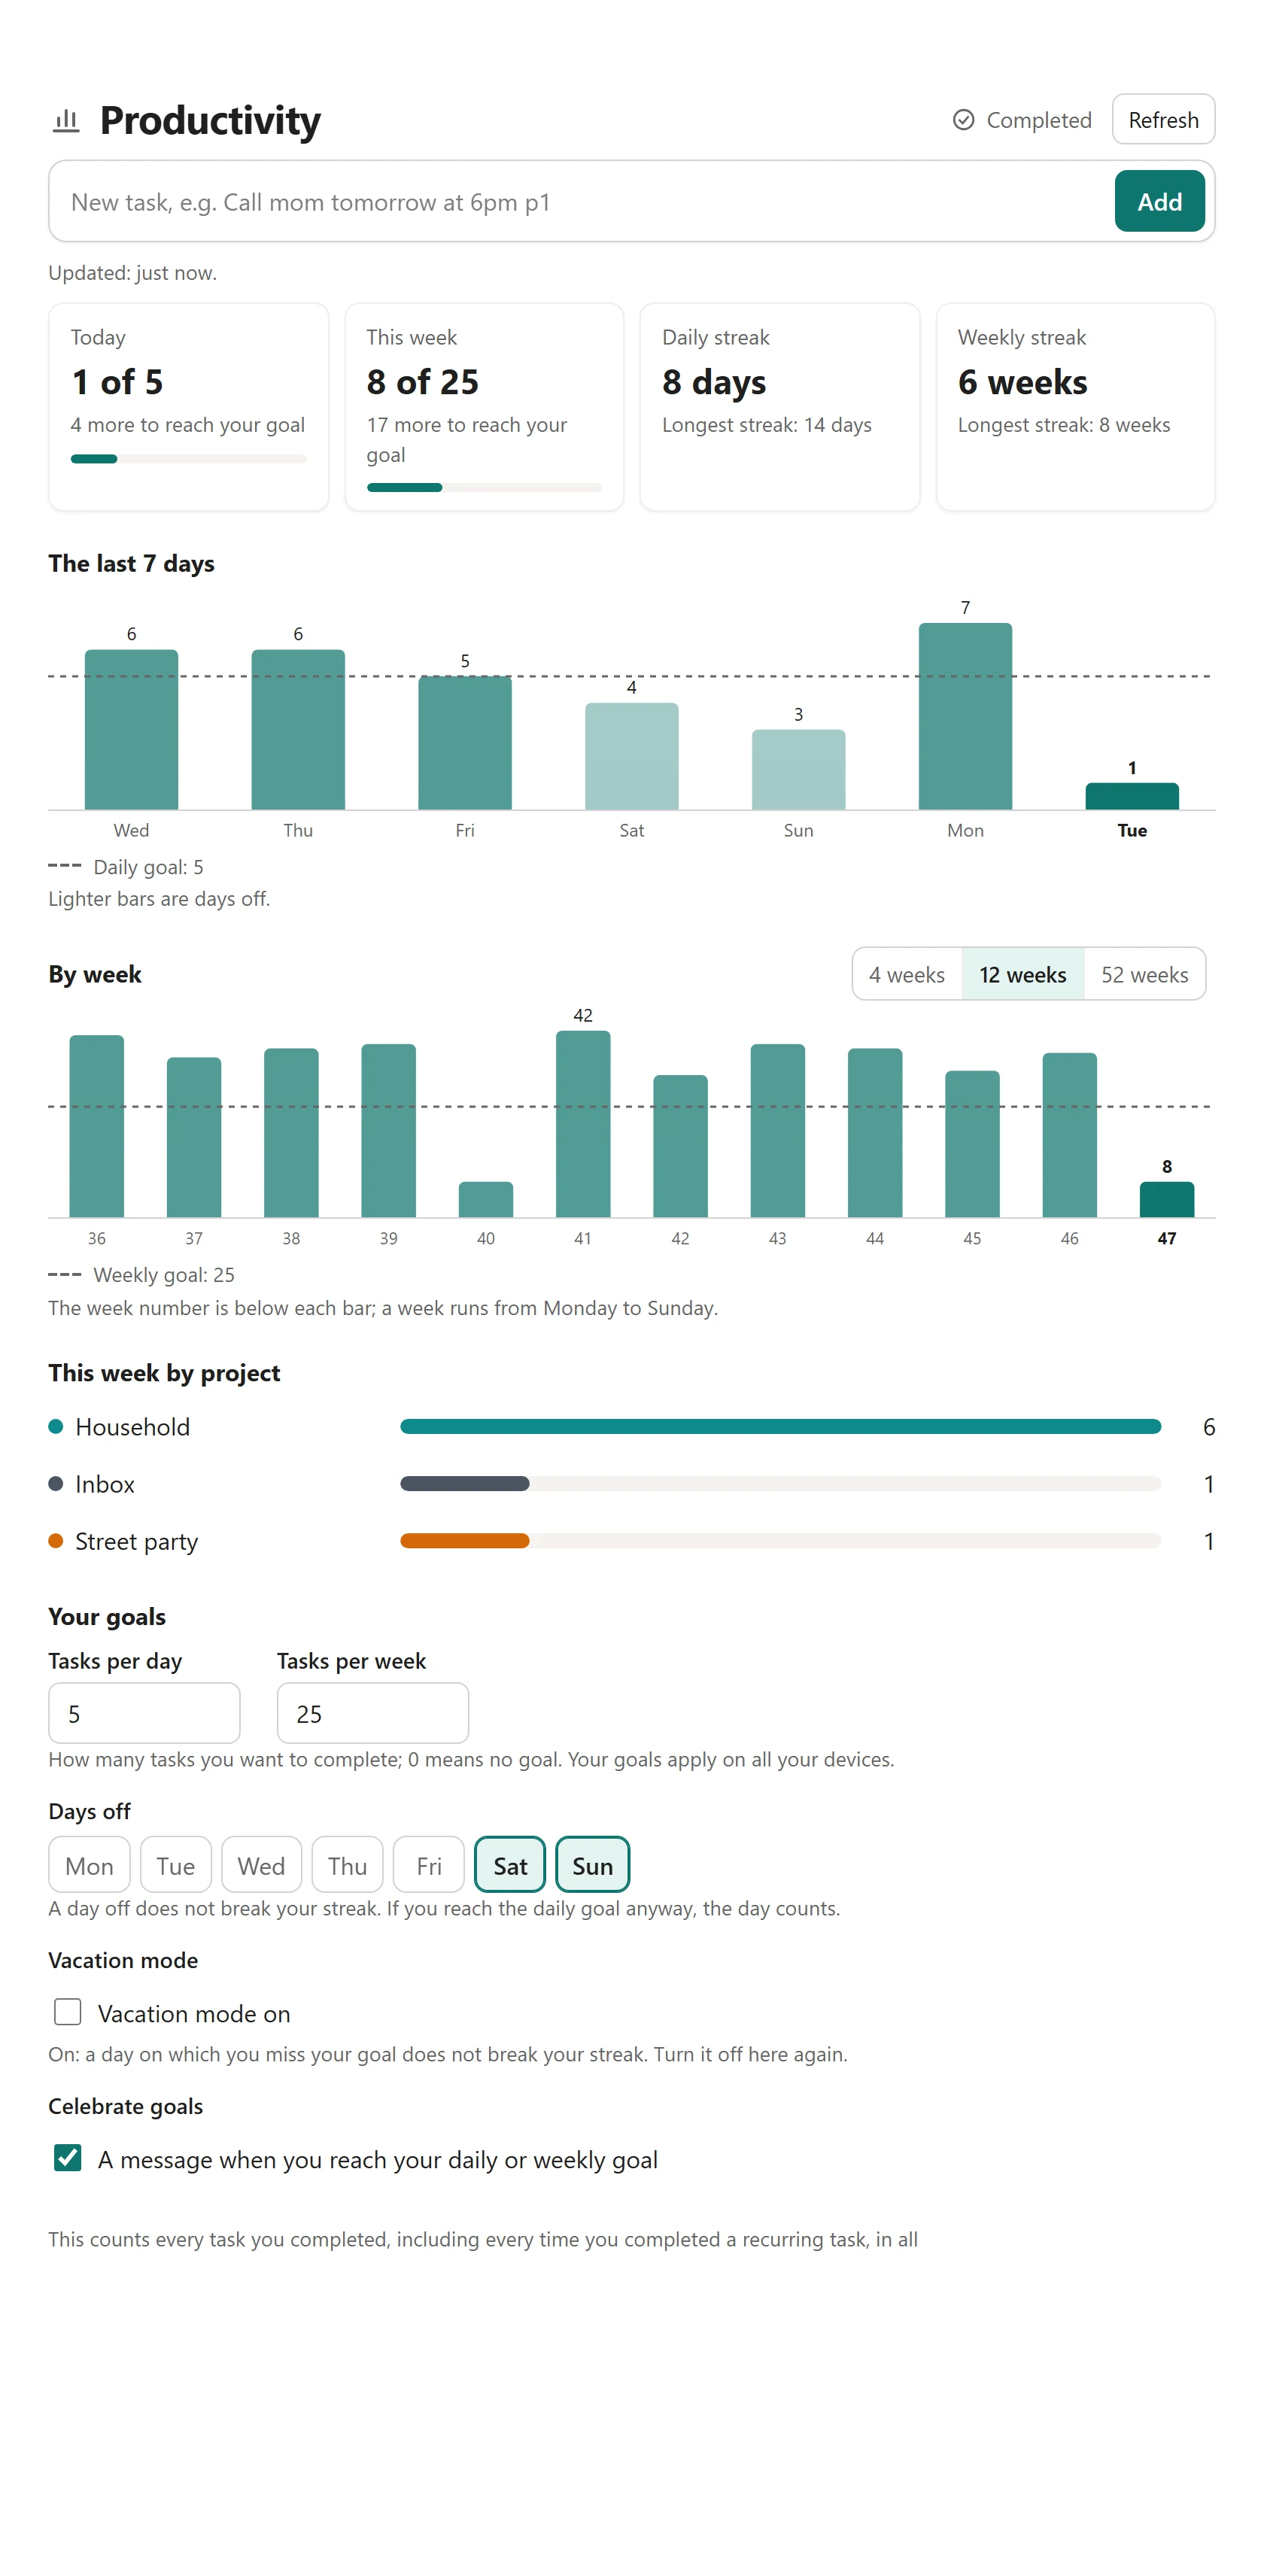 Productivity
Completed
Refresh
New task, e.g. Call mom tomorrow at 6pm p1
Add
Updated: just now.
Today
1 of 5
4 more to reach your goal
This week
8 of 25
17 more to reach your
goal
Daily streak
8 days
Longest streak: 14 days
Weekly streak
6 weeks
Longest streak: 8 weeks
The last 7 days
6
6
5
4
3
7
1
Wed
Thu
Fri
Sat
Sun
Mon
Tue
Daily goal: 5
Lighter bars are days off.
By week
4 weeks
12 weeks
52 weeks
42
8
36
37
38
39
40
41
42
43
44
45
46
47
Weekly goal: 25
The week number is below each bar; a week runs from Monday to Sunday.
This week by project
Household
6
Inbox
1
Street party
1
Your goals
Tasks per day
Tasks per week
5
25
How many tasks you want to complete; 0 means no goal. Your goals apply on all your devices.
Days off
Mon
Tue
Wed
Thu
Fri
Sat
Sun
A day off does not break your streak. If you reach the daily goal anyway, the day counts.
Vacation mode
Vacation mode on
On: a day on which you miss your goal does not break your streak. Turn it off here again.
Celebrate goals
A message when you reach your daily or weekly goal
This counts every task you completed, including every time you completed a recurring task, in all